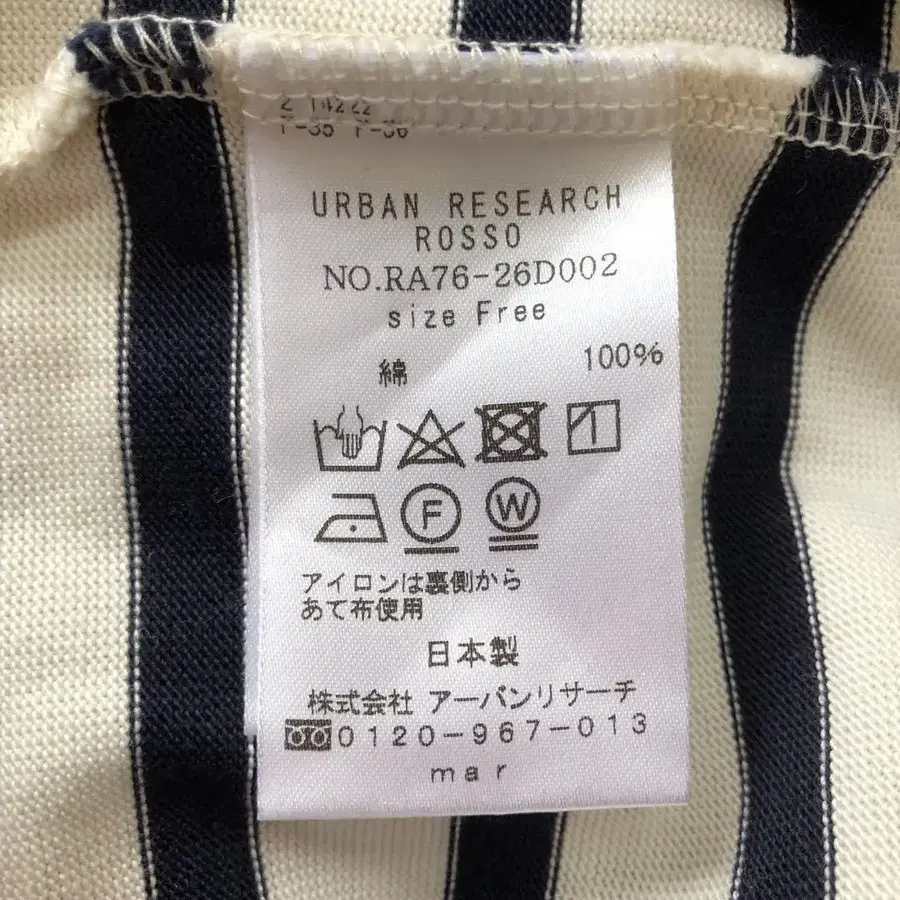 URBAN RESEARCH
ROSSO
NO.RA76-26D002
size Free
綿 100%
F W
アイロンは裏側から
あて布使用
日本製
株式会社 アーバンリサーチ
0120-967-013
mar